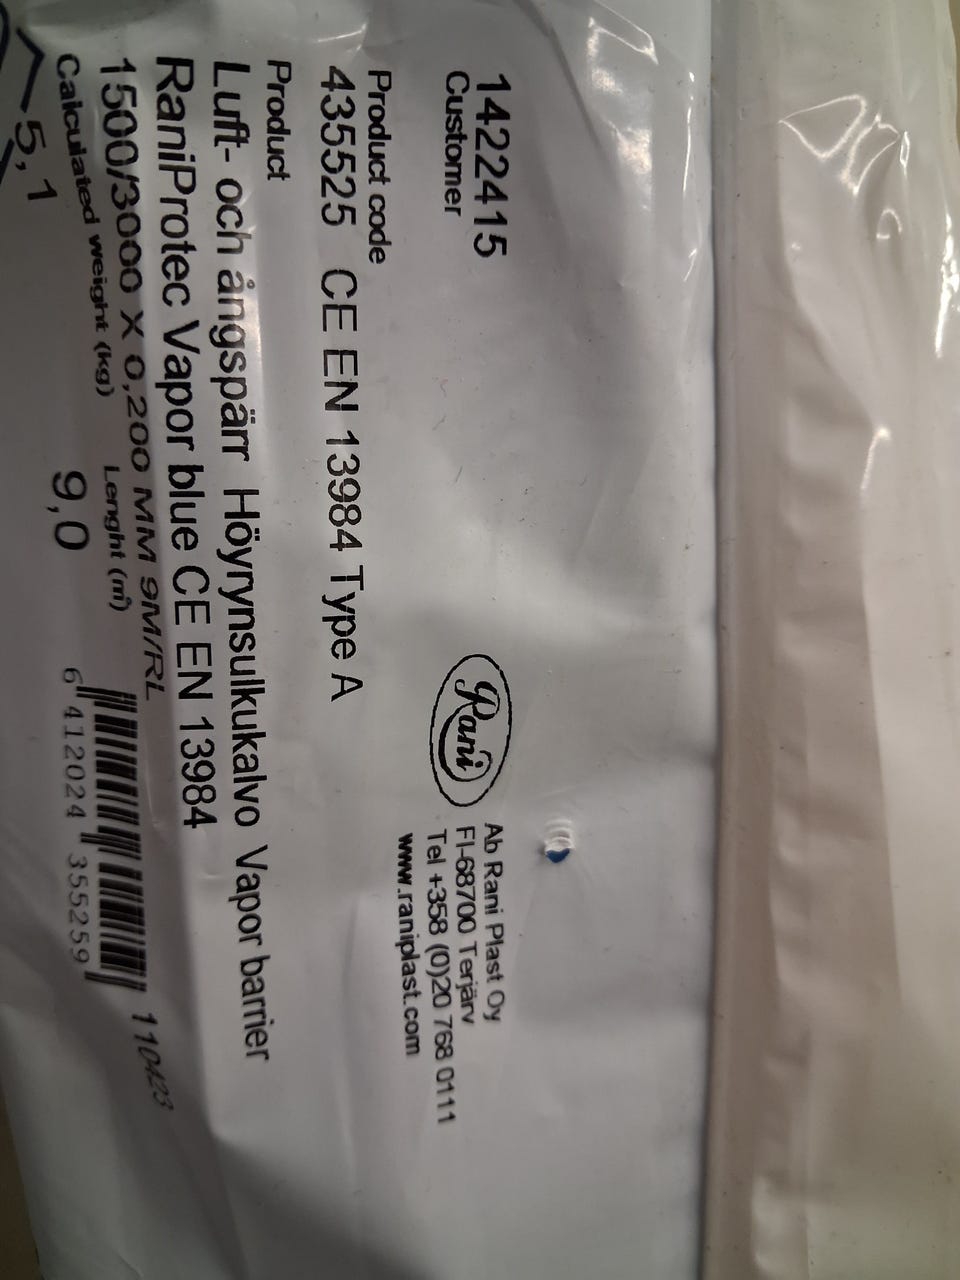 1422415
Customer
Rani
Ab Rani Plast Oy
FI-68700 Terjärv
Tel +358 (0)20 768 0111
www.raniplast.com
Product code
435525 CE EN 13984 Type A
Product
Luft- och ångspärr Höyrynsulkukalvo Vapor barrier
RaniProtec Vapor blue CE EN 13984
1500/3000 X 0,200 MM 9M/RL
Calculated weight (kg) Lenght (m)
5,1 9,0
6 412024 355259
110423